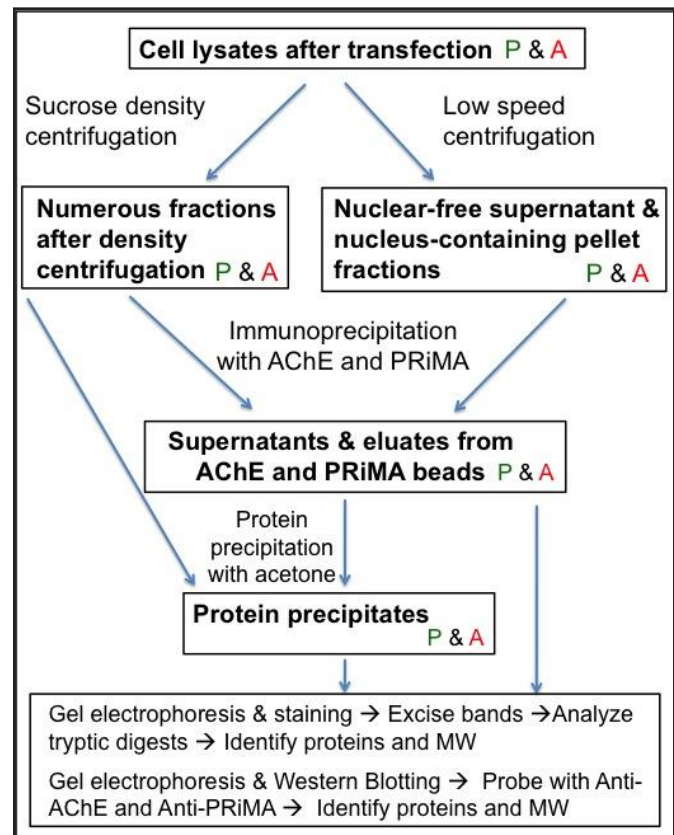 Cell lysates after transfection P & A
Sucrose density
centrifugation
Low speed
centrifugation
Numerous fractions
after density
centrifugation P & A
Nuclear-free supernatant &
nucleus-containing pellet
fractions P & A
Immunoprecipitation
with AChE and PRiMA
Supernatants & eluates from
AChE and PRiMA beads P & A
Protein
precipitation
with acetone
Protein precipitates
P & A
Gel electrophoresis & staining → Excise bands →Analyze
tryptic digests → Identify proteins and MW
Gel electrophoresis & Western Blotting → Probe with Anti-
AChE and Anti-PRiMA→ Identify proteins and MW